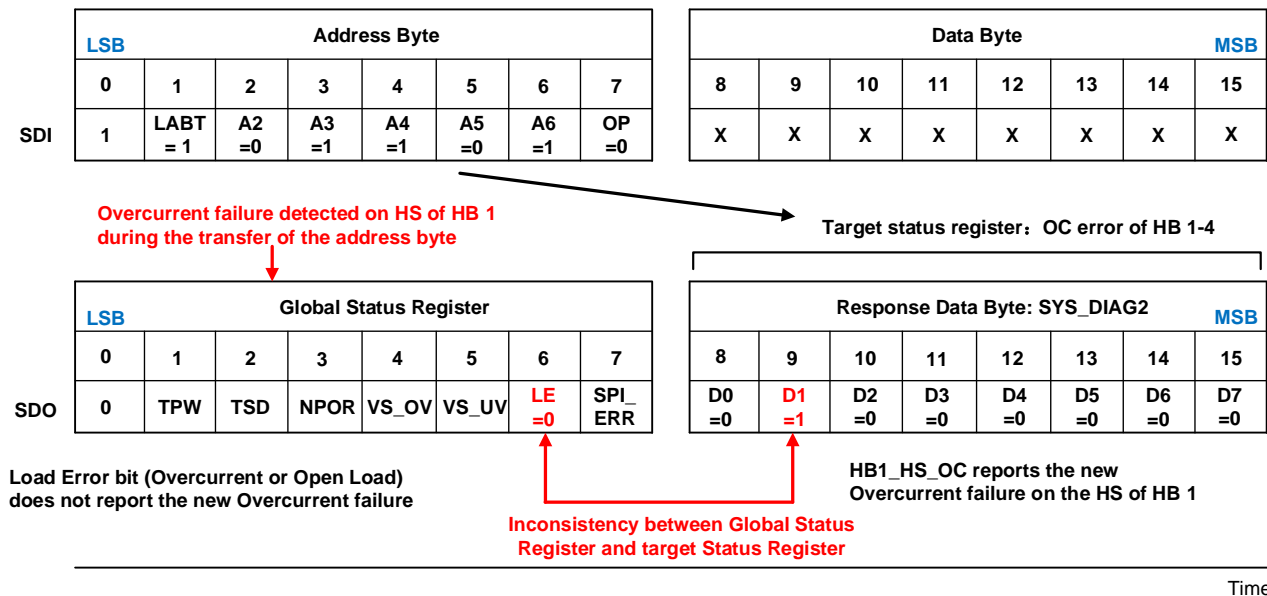 LSB Address Byte
0 1 2 3 4 5 6 7
SDI 1 LABT = 1 A2 =0 A3 =1 A4 =1 A5 =0 A6 =1 OP =0
Data Byte MSB
8 9 10 11 12 13 14 15
X X X X X X X X
Overcurrent failure detected on HS of HB 1
during the transfer of the address byte
Target status register：OC error of HB 1-4
LSB Global Status Register
0 1 2 3 4 5 6 7
SDO 0 TPW TSD NPOR VS_OV VS_UV LE =0 SPI_ ERR
Response Data Byte: SYS_DIAG2 MSB
8 9 10 11 12 13 14 15
D0 =0 D1 =1 D2 =0 D3 =0 D4 =0 D5 =0 D6 =0 D7 =0
Load Error bit (Overcurrent or Open Load)
does not report the new Overcurrent failure
HB1_HS_OC reports the new
Overcurrent failure on the HS of HB 1
Inconsistency between Global Status
Register and target Status Register
Time